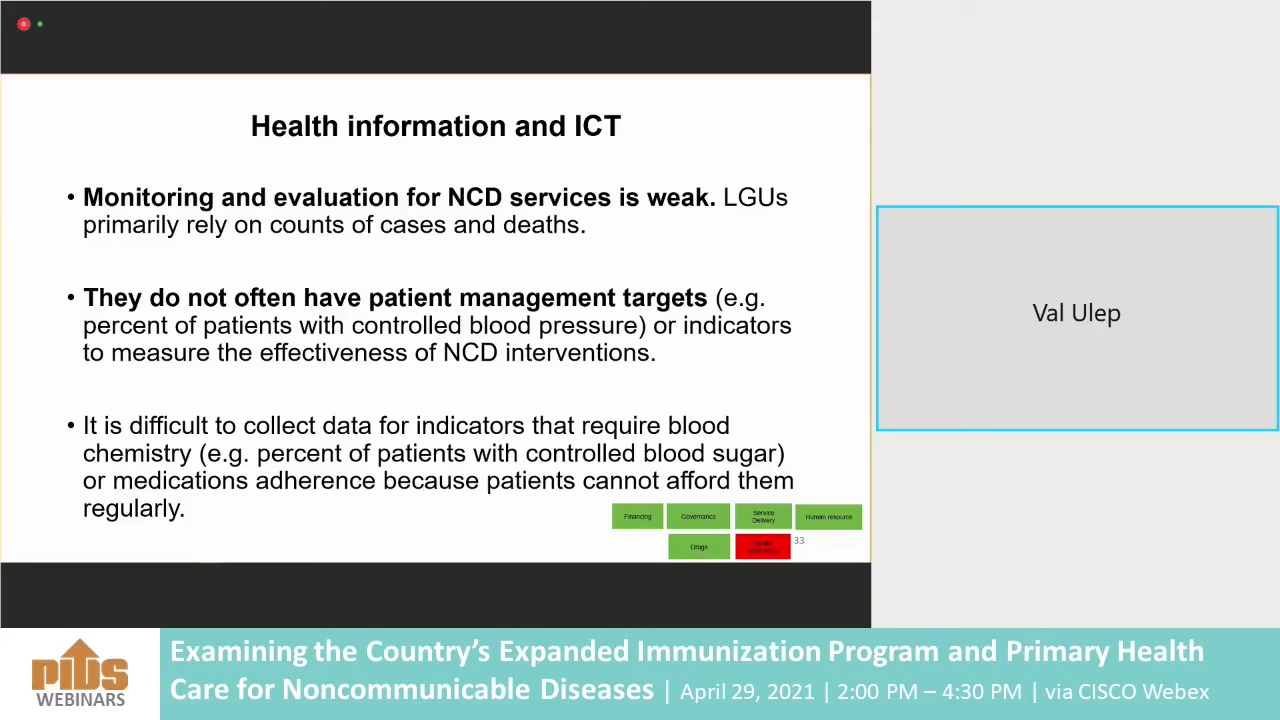 Health information and ICT
• Monitoring and evaluation for NCD services is weak. LGUs
primarily rely on counts of cases and deaths.
• They do not often have patient management targets (e.g.
percent of patients with controlled blood pressure) or indicators
to measure the effectiveness of NCD interventions.
• It is difficult to collect data for indicators that require blood
chemistry (e.g. percent of patients with controlled blood sugar)
or medications adherence because patients cannot afford them
regularly.
Financing
Governance
Service
Delivery
Human resource
Drugs
33
Val Ulep
PIDS
WEBINARS
Examining the Country’s Expanded Immunization Program and Primary Health
Care for Noncommunicable Diseases | April 29, 2021 | 2:00 PM – 4:30 PM | via CISCO Webex